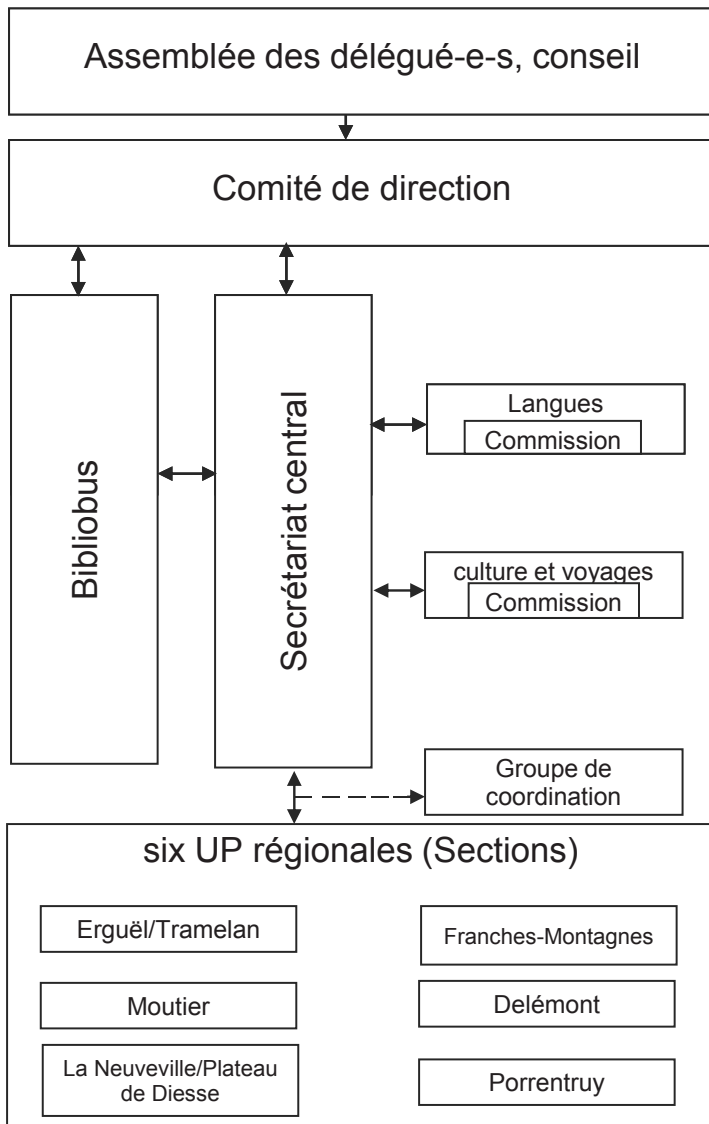 Assemblée des délégué-e-s, conseil
Comité de direction
Bibliobus
Secrétariat central
Langues
Commission
culture et voyages
Commission
Groupe de
coordination
six UP régionales (Sections)
Erguël/Tramelan
Franches-Montagnes
Moutier
Delémont
La Neuveville/Plateau
de Diesse
Porrentruy